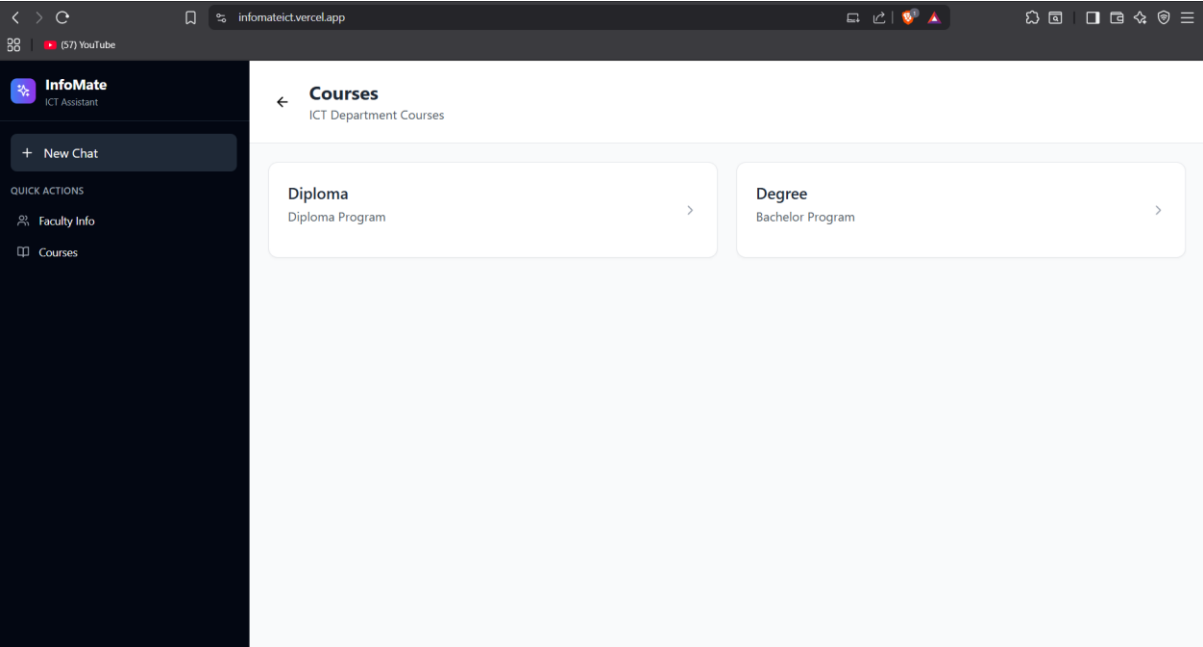 infomateict.vercel.app
(57) YouTube
InfoMate
ICT Assistant
+ New Chat
QUICK ACTIONS
Faculty Info
Courses
Courses
ICT Department Courses
Diploma
Diploma Program
Degree
Bachelor Program